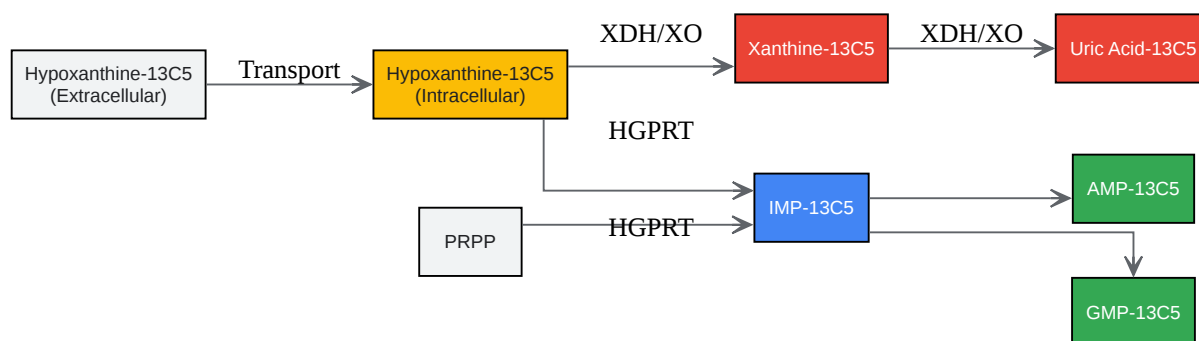 XDH/XO
XDH/XO
Xanthine-13C5
Uric Acid-13C5
Hypoxanthine-13C5
(Extracellular)
Transport
Hypoxanthine-13C5
(Intracellular)
HGPRT
AMP-13C5
IMP-13C5
HGPRT
PRPP
GMP-13C5